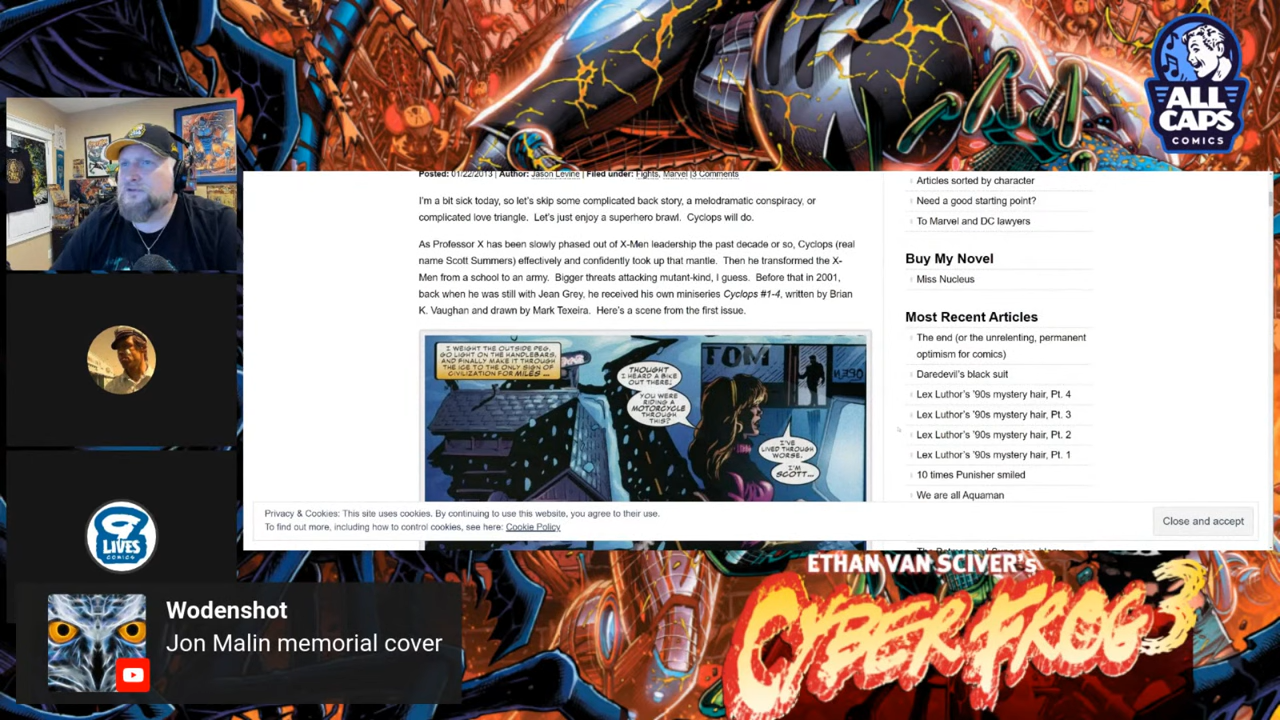 ALL
CAPS
COMICS
Posted: 01/22/2013 | Author: Jason Levine | Filed under: Fights, Marvel |3 Comments
I'm a bit sick today, so let's skip some complicated back story, a melodramatic conspiracy, or
complicated love triangle.  Let's just enjoy a superhero brawl.  Cyclops will do.
As Professor X has been slowly phased out of X-Men leadership the past decade or so, Cyclops (real
name Scott Summers) effectively and confidently took up that mantle.  Then he transformed the X-
Men from a school to an army.  Bigger threats attacking mutant-kind, I guess.  Before that in 2001,
back when he was still with Jean Grey, he received his own miniseries Cyclops #1-4, written by Brian
K. Vaughan and drawn by Mark Texeira.  Here's a scene from the first issue.
I WEIGHT THE OUTSIDE PEG,
GO LIGHT ON THE HANDLEBARS,
AND FINALLY MAKE IT THROUGH
THE ICE TO THE ONLY SIGN OF
CIVILIZATION FOR MILES ...
THOUGHT
I HEARD A BIKE
OUT THERE.
YOU WERE
RIDING A
MOTORCYCLE
THROUGH
THIS?
TOM
OPEN
I'VE
LIVED THROUGH
WORSE.
I'M
SCOTT...
Articles sorted by character
Need a good starting point?
To Marvel and DC lawyers
Buy My Novel
Miss Nucleus
Most Recent Articles
The end (or the unrelenting, permanent
optimism for comics)
Daredevil's black suit
Lex Luthor's '90s mystery hair, Pt. 4
Lex Luthor's '90s mystery hair, Pt. 3
Lex Luthor's '90s mystery hair, Pt. 2
Lex Luthor's '90s mystery hair, Pt. 1
10 times Punisher smiled
We are all Aquaman
Privacy & Cookies: This site uses cookies. By continuing to use this website, you agree to their use.
To find out more, including how to control cookies, see here: Cookie Policy
Close and accept
9
LIVES
COMICS
Wodenshot
Jon Malin memorial cover
ETHAN VAN SCIVER's
CYBERFROG 3